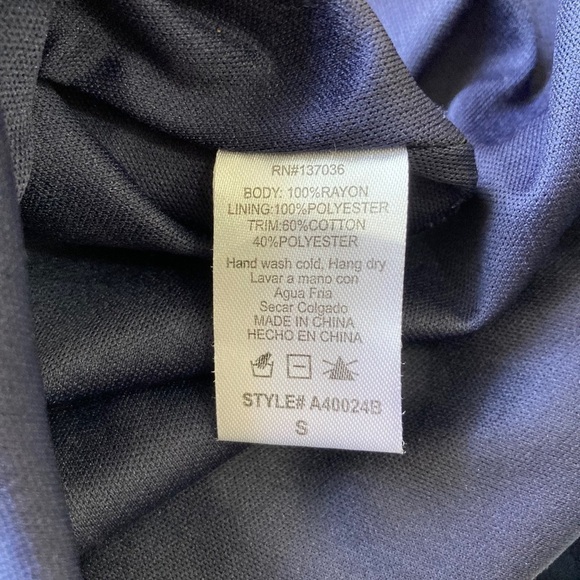 RN#137036
BODY: 100%RAYON
LINING:100%POLYESTER
TRIM:60%COTTON
40%POLYESTER
Hand wash cold, Hang dry
Lavar a mano con
Agua Fria
Secar Colgado
MADE IN CHINA
HECHO EN CHINA
STYLE# A40024B
S